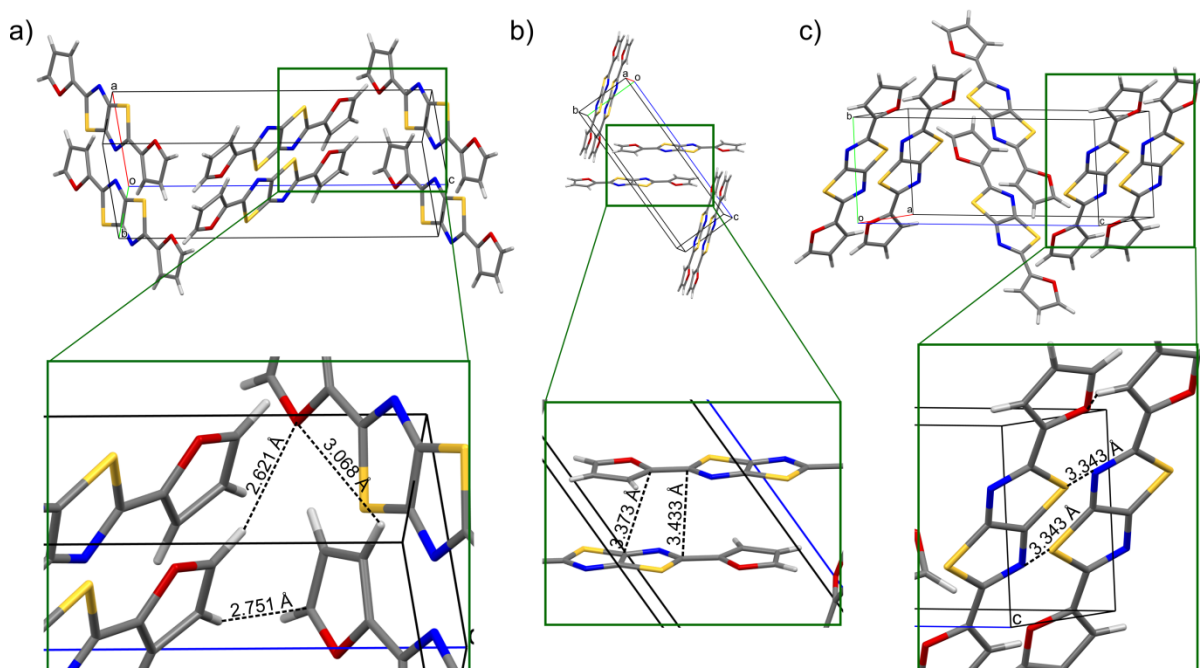 a)
a
o
c
b
2.621 Å
3.068 Å
2.751 Å
b)
a
o
b
c
3.373 Å
3.433 Å
c)
b
o
a
c
3.343 Å
3.343 Å
c